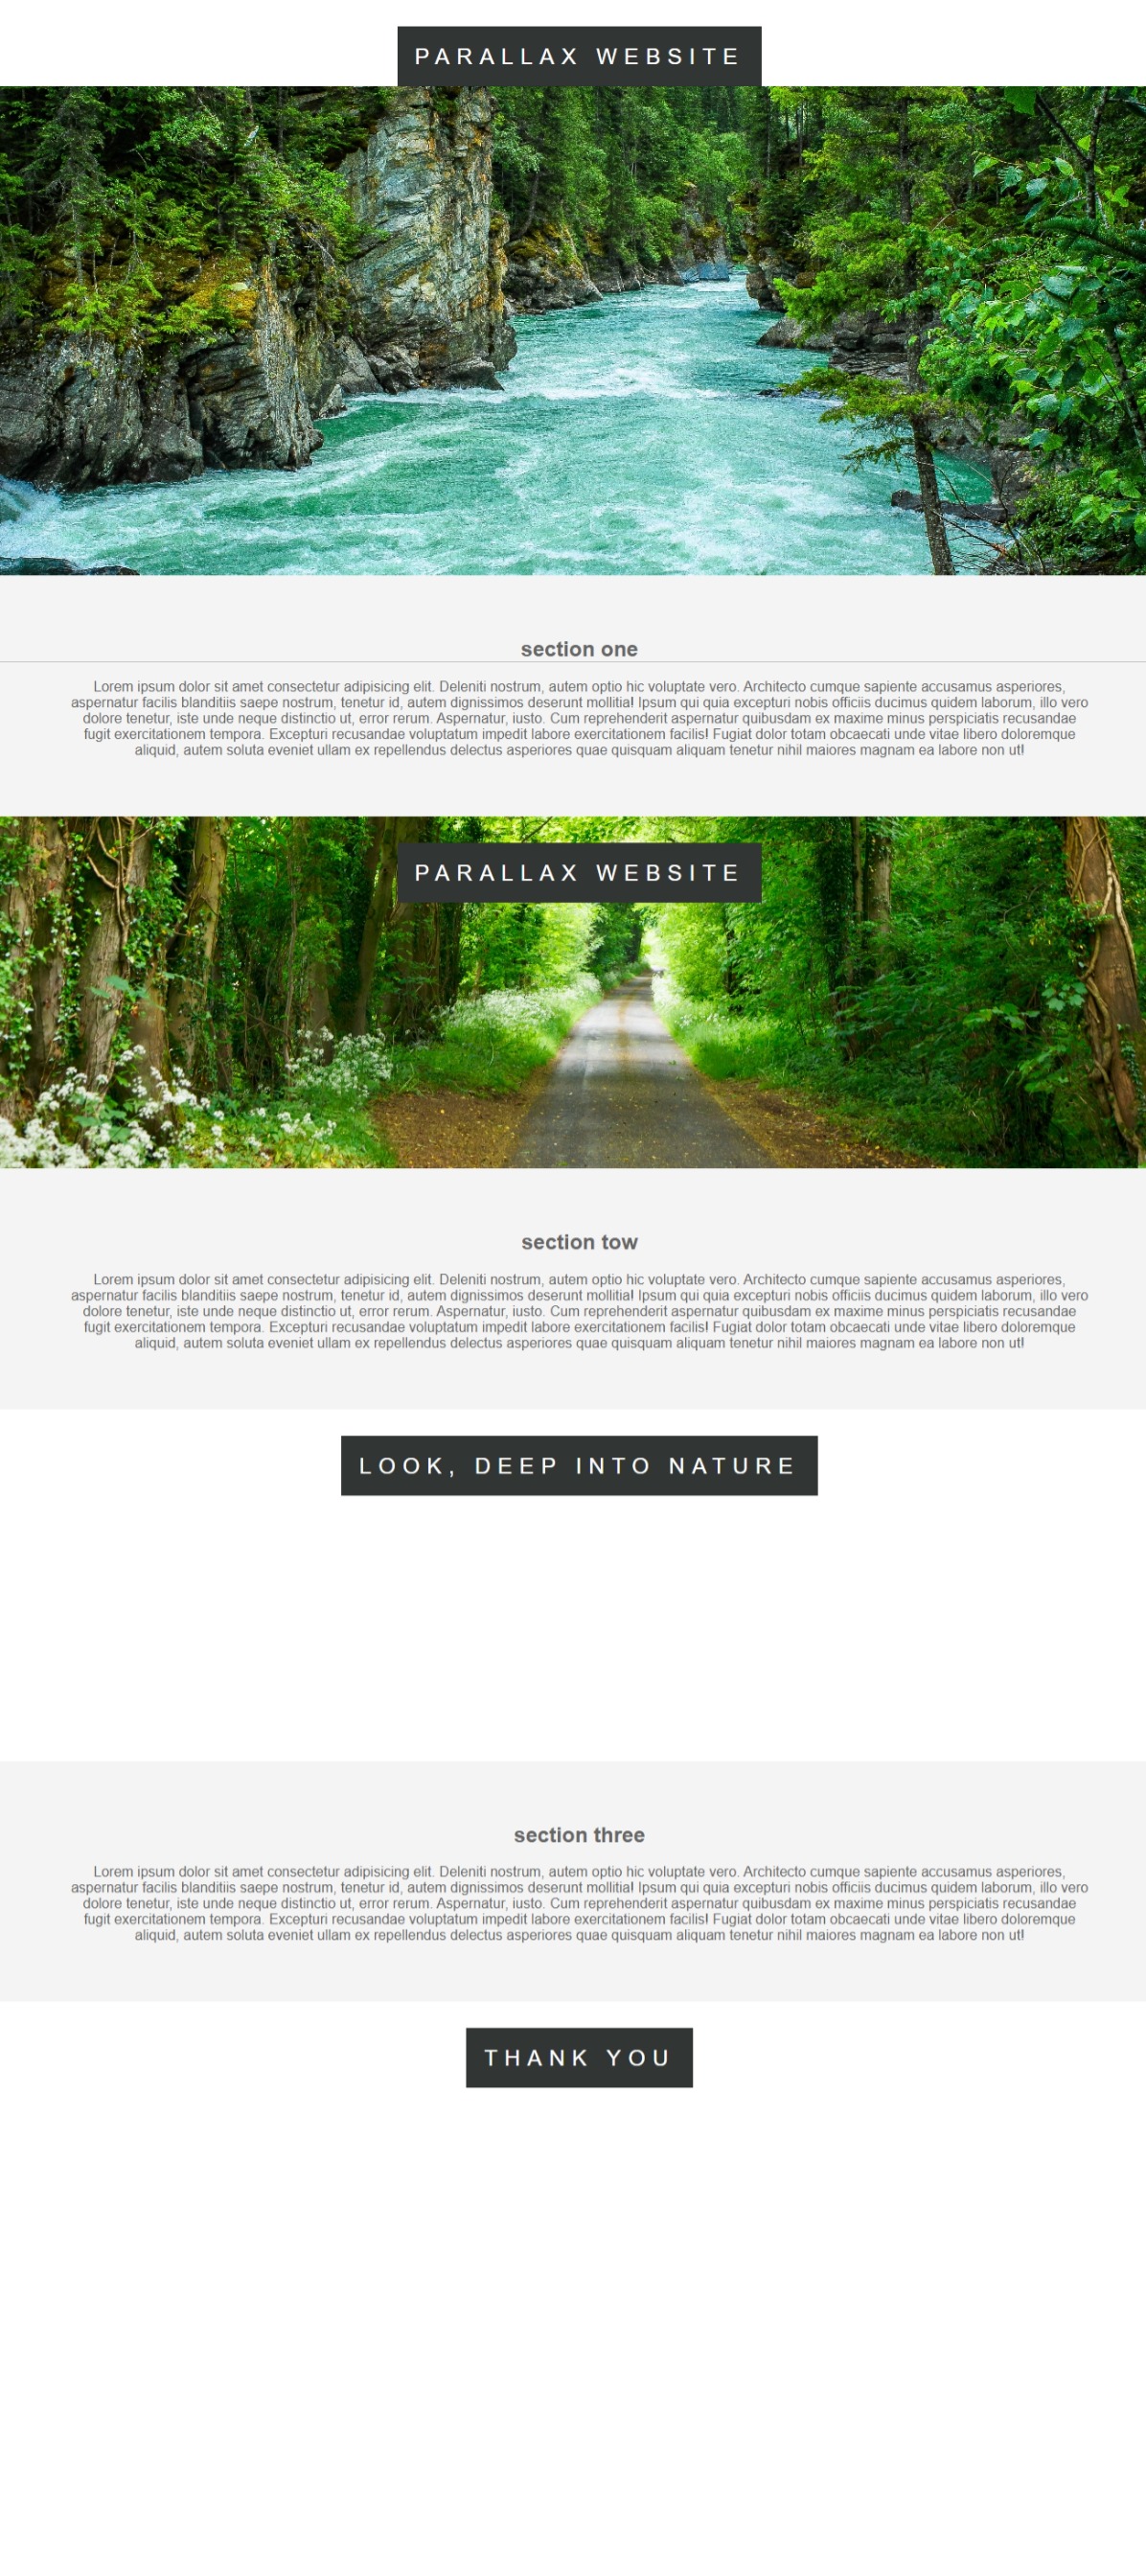 PARALLAX WEBSITE
section one
Lorem ipsum dolor sit amet consectetur adipisicing elit. Deleniti nostrum, autem optio hic voluptate vero. Architecto cumque sapiente accusamus asperiores,
aspernatur facilis blanditiis saepe nostrum, tenetur id, autem dignissimos deserunt mollitia! Ipsum qui quia excepturi nobis officiis ducimus quidem laborum, illo vero
dolore tenetur, iste unde neque distinctio ut, error rerum. Aspernatur, iusto. Cum reprehenderit aspernatur quibusdam ex maxime minus perspiciatis recusandae
fugit exercitationem tempora. Excepturi recusandae voluptatum impedit labore exercitationem facilis! Fugiat dolor totam obcaecati unde vitae libero doloremque
aliquid, autem soluta eveniet ullam ex repellendus delectus asperiores quae quisquam aliquam tenetur nihil maiores magnam ea labore non ut!
PARALLAX WEBSITE
section tow
Lorem ipsum dolor sit amet consectetur adipisicing elit. Deleniti nostrum, autem optio hic voluptate vero. Architecto cumque sapiente accusamus asperiores,
aspernatur facilis blanditiis saepe nostrum, tenetur id, autem dignissimos deserunt mollitia! Ipsum qui quia excepturi nobis officiis ducimus quidem laborum, illo vero
dolore tenetur, iste unde neque distinctio ut, error rerum. Aspernatur, iusto. Cum reprehenderit aspernatur quibusdam ex maxime minus perspiciatis recusandae
fugit exercitationem tempora. Excepturi recusandae voluptatum impedit labore exercitationem facilis! Fugiat dolor totam obcaecati unde vitae libero doloremque
aliquid, autem soluta eveniet ullam ex repellendus delectus asperiores quae quisquam aliquam tenetur nihil maiores magnam ea labore non ut!
LOOK, DEEP INTO NATURE
section three
Lorem ipsum dolor sit amet consectetur adipisicing elit. Deleniti nostrum, autem optio hic voluptate vero. Architecto cumque sapiente accusamus asperiores,
aspernatur facilis blanditiis saepe nostrum, tenetur id, autem dignissimos deserunt mollitia! Ipsum qui quia excepturi nobis officiis ducimus quidem laborum, illo vero
dolore tenetur, iste unde neque distinctio ut, error rerum. Aspernatur, iusto. Cum reprehenderit aspernatur quibusdam ex maxime minus perspiciatis recusandae
fugit exercitationem tempora. Excepturi recusandae voluptatum impedit labore exercitationem facilis! Fugiat dolor totam obcaecati unde vitae libero doloremque
aliquid, autem soluta eveniet ullam ex repellendus delectus asperiores quae quisquam aliquam tenetur nihil maiores magnam ea labore non ut!
THANK YOU